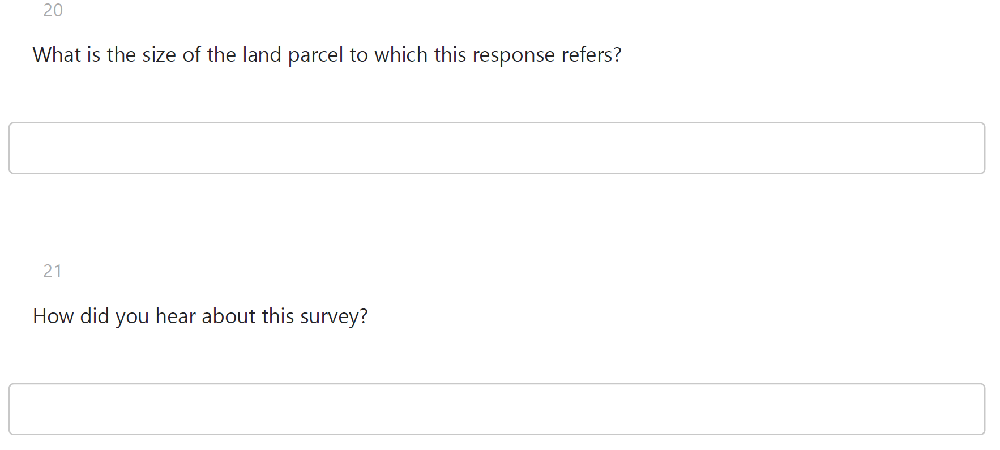 20
What is the size of the land parcel to which this response refers?
21
How did you hear about this survey?